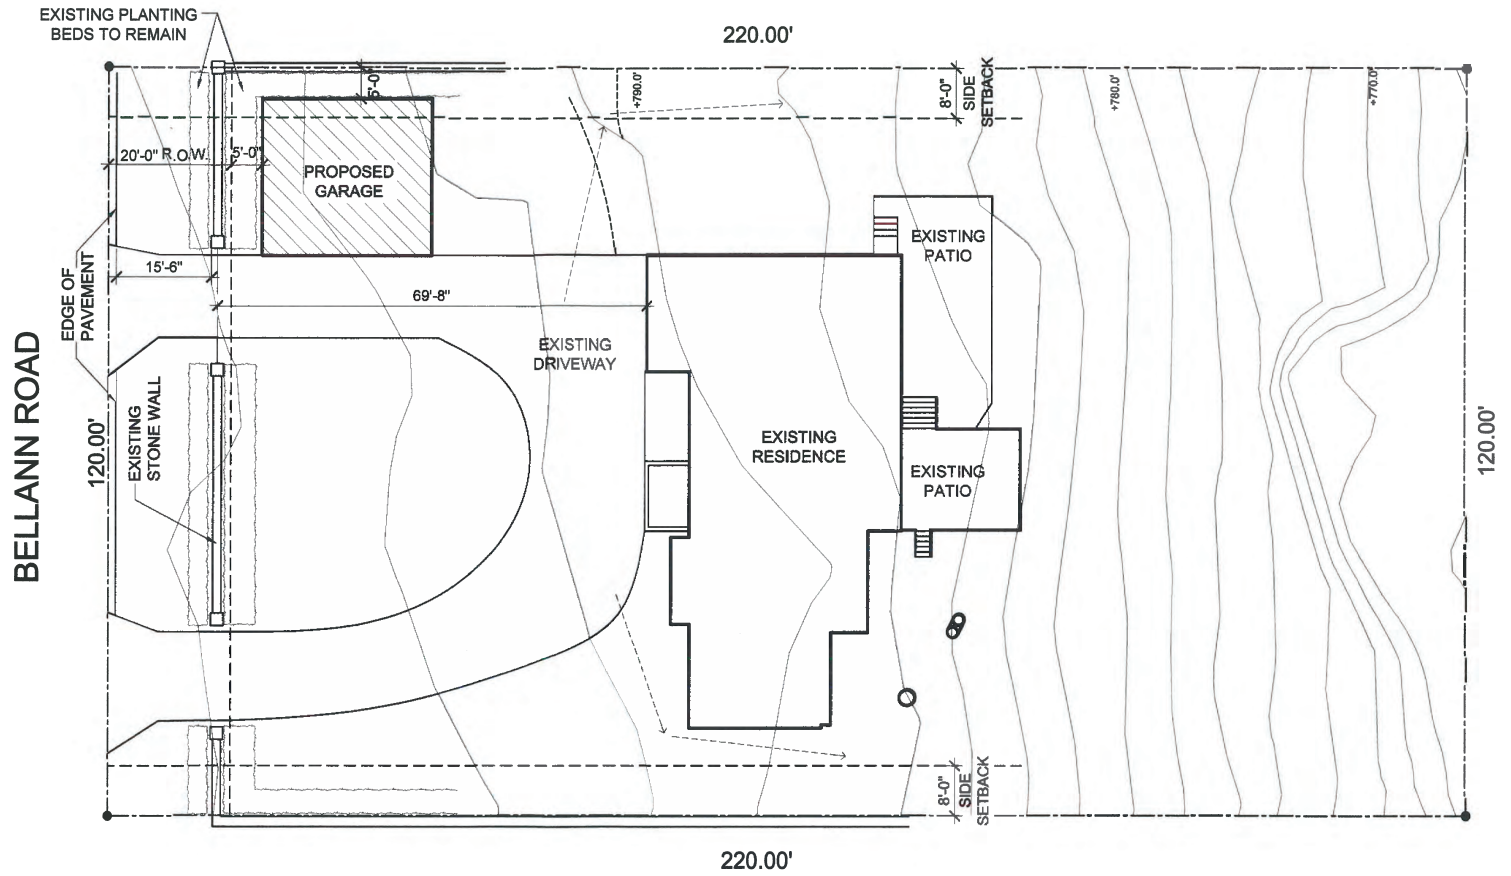 EXISTING PLANTING
BEDS TO REMAIN
220.00'
5'-0"
+790.0'
8'-0"
SIDE
SETBACK
+780.0'
+770.0'
20'-0" R.O.W.
5'-0"
PROPOSED
GARAGE
EXISTING
PATIO
15'-6"
EDGE OF
PAVEMENT
69'-8"
EXISTING
DRIVEWAY
BELLANN ROAD
120.00'
EXISTING
STONE WALL
EXISTING
RESIDENCE
EXISTING
PATIO
120.00'
8'-0"
SIDE
SETBACK
220.00'